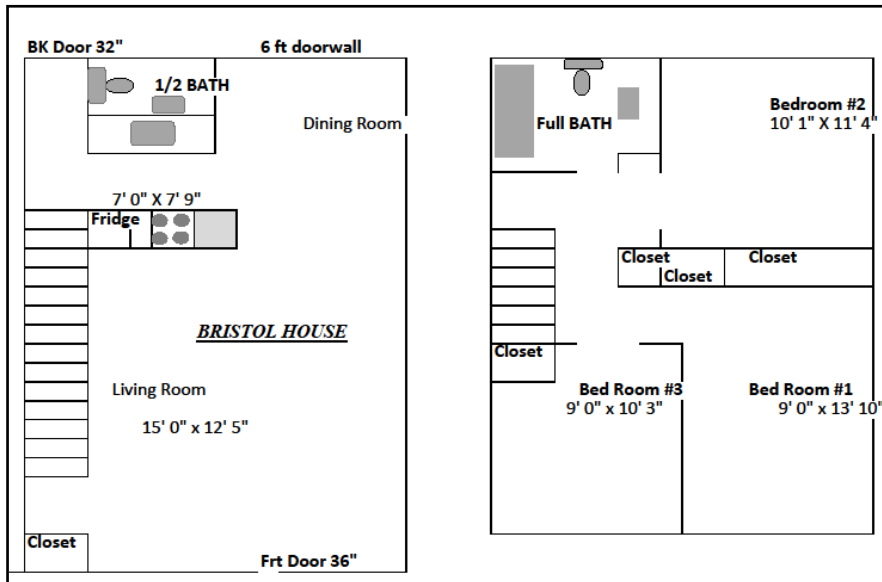 BK Door 32"
6 ft doorwall
1/2 BATH
Dining Room
7' 0" X 7' 9"
Fridge
BRISTOL HOUSE
Living Room
15' 0" x 12' 5"
Closet
Frt Door 36"
Full BATH
Bedroom #2
10' 1" X 11' 4"
Closet
Closet
Closet
Closet
Bed Room #3
9' 0" x 10' 3"
Bed Room #1
9' 0" x 13' 10"